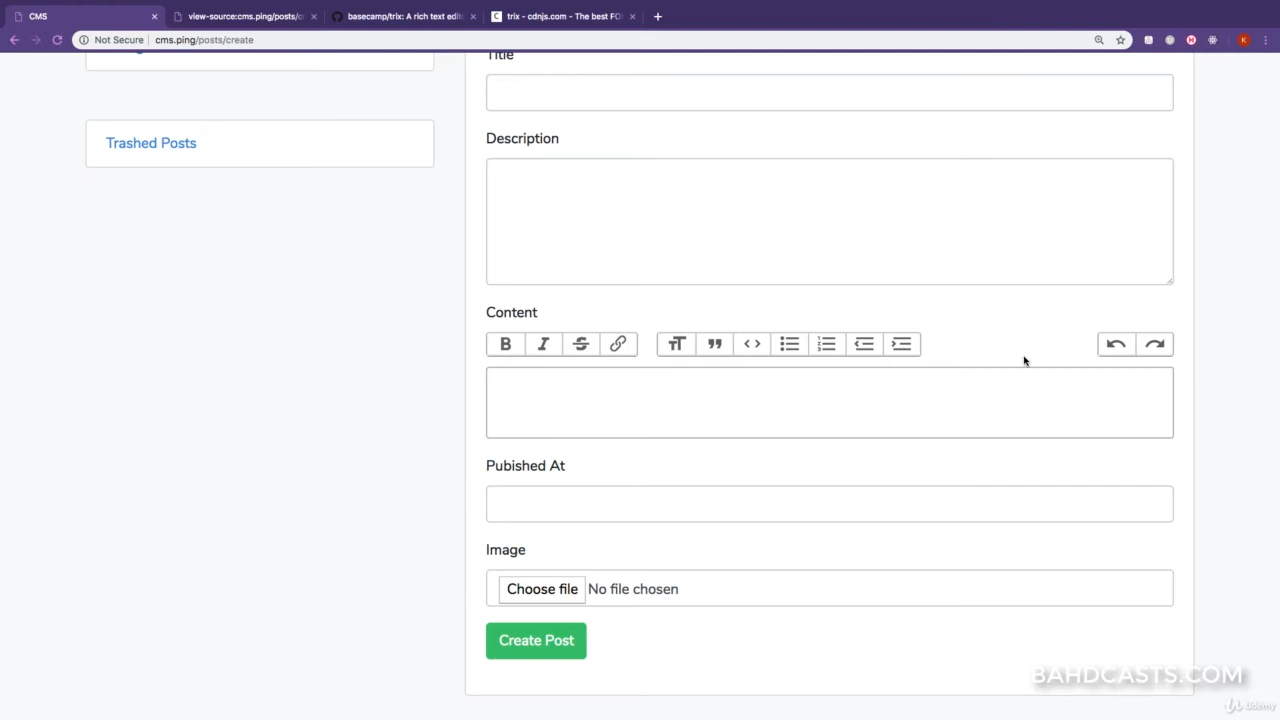 CMS
view-source:cms.ping/posts/c
basecamp/trix: A rich text edit
trix - cdnjs.com - The best FO
Not Secure
cms.ping/posts/create
K
Title
Trashed Posts
Description
Content
Pubished At
Image
Choose file No file chosen
Create Post
BAHDCASTS.COM
Udemy